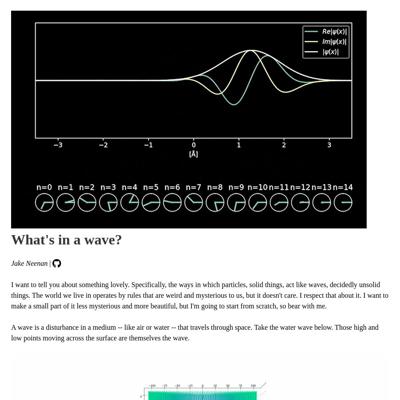 Re|ψ(x)|
Im|ψ(x)|
|ψ(x)|
−3 −2 −1 0 1 2 3
[Å]
n=0 n=1 n=2 n=3 n=4 n=5 n=6 n=7 n=8 n=9 n=10 n=11 n=12 n=13 n=14
What's in a wave?
Jake Neenan |
I want to tell you about something lovely. Specifically, the ways in which particles, solid things, act like waves, decidedly unsolid
things. The world we live in operates by rules that are weird and mysterious to us, but it doesn't care. I respect that about it. I want to
make a small part of it less mysterious and more beautiful, but I'm going to start from scratch, so bear with me.
A wave is a disturbance in a medium -- like air or water -- that travels through space. Take the water wave below. Those high and
low points moving across the surface are themselves the wave.